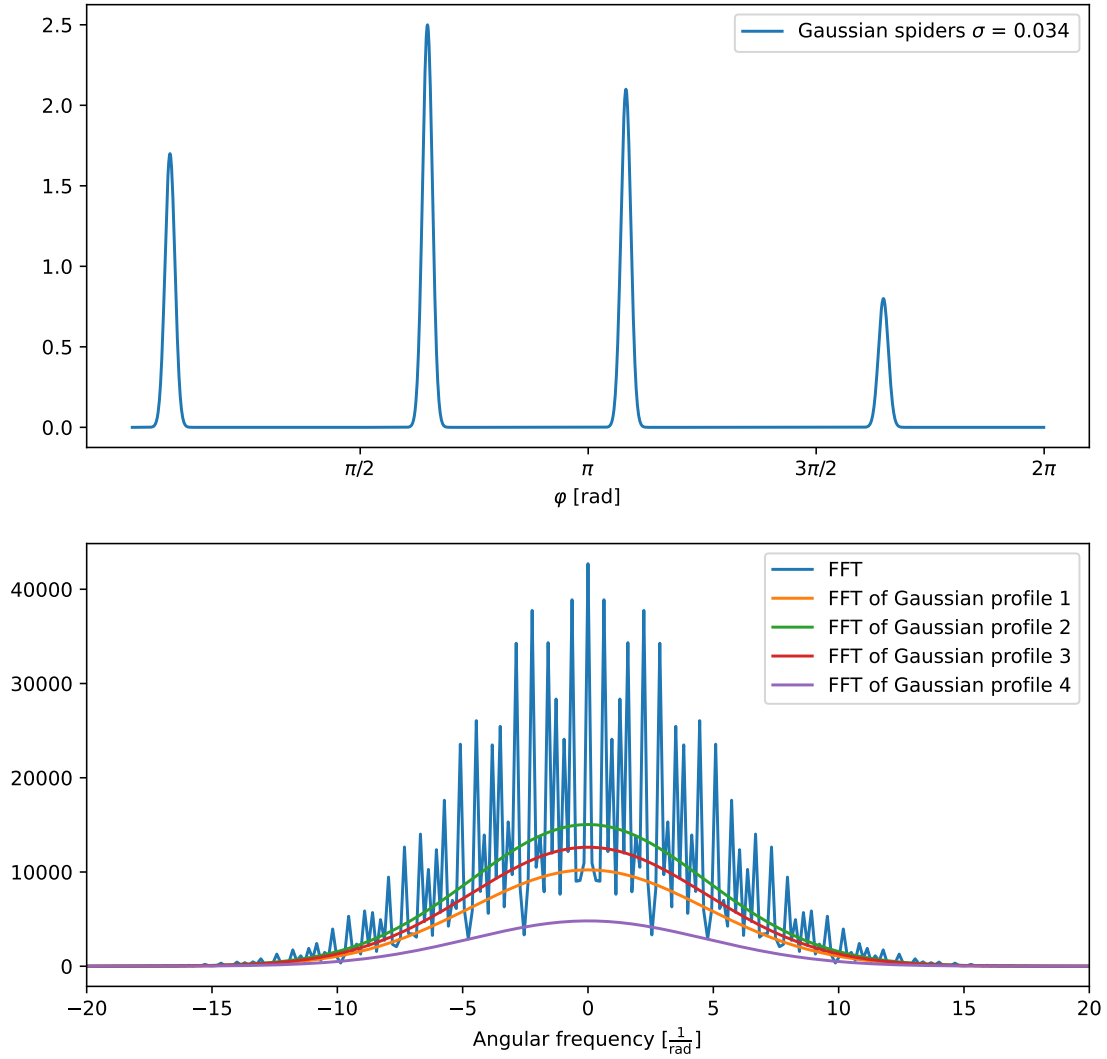 2.5
2.0
1.5
1.0
0.5
0.0
Gaussian spiders σ = 0.034
π/2
π
3π/2
2π
φ [rad]
40000
30000
20000
10000
0
FFT
FFT of Gaussian profile 1
FFT of Gaussian profile 2
FFT of Gaussian profile 3
FFT of Gaussian profile 4
−20
−15
−10
−5
0
5
10
15
20
Angular frequency [1/rad]